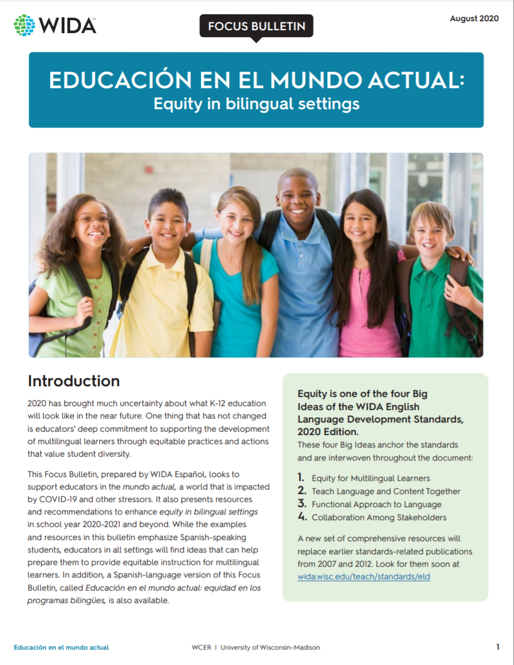 WIDA
FOCUS BULLETIN
August 2020
EDUCACIÓN EN EL MUNDO ACTUAL:
Equity in bilingual settings
Introduction
2020 has brought much uncertainty about what K-12 education
will look like in the near future. One thing that has not changed
is educators’ deep commitment to supporting the development
of multilingual learners through equitable practices and actions
that value student diversity.
This Focus Bulletin, prepared by WIDA Español, looks to
support educators in the mundo actual, a world that is impacted
by COVID-19 and other stressors. It also presents resources
and recommendations to enhance equity in bilingual settings
in school year 2020-2021 and beyond. While the examples
and resources in this bulletin emphasize Spanish-speaking
students, educators in all settings will find ideas that can help
prepare them to provide equitable instruction for multilingual
learners. In addition, a Spanish-language version of this Focus
Bulletin, called Educación en el mundo actual: equidad en los
programas bilingües, is also available.
Equity is one of the four Big
Ideas of the WIDA English
Language Development Standards,
2020 Edition.
These four Big Ideas anchor the standards
and are interwoven throughout the document:
1. Equity for Multilingual Learners
2. Teach Language and Content Together
3. Functional Approach to Language
4. Collaboration Among Stakeholders
A new set of comprehensive resources will
replace earlier standards-related publications
from 2007 and 2012. Look for them soon at
wida.wisc.edu/teach/standards/eld
Educación en el mundo actual
WCER | University of Wisconsin–Madison
1